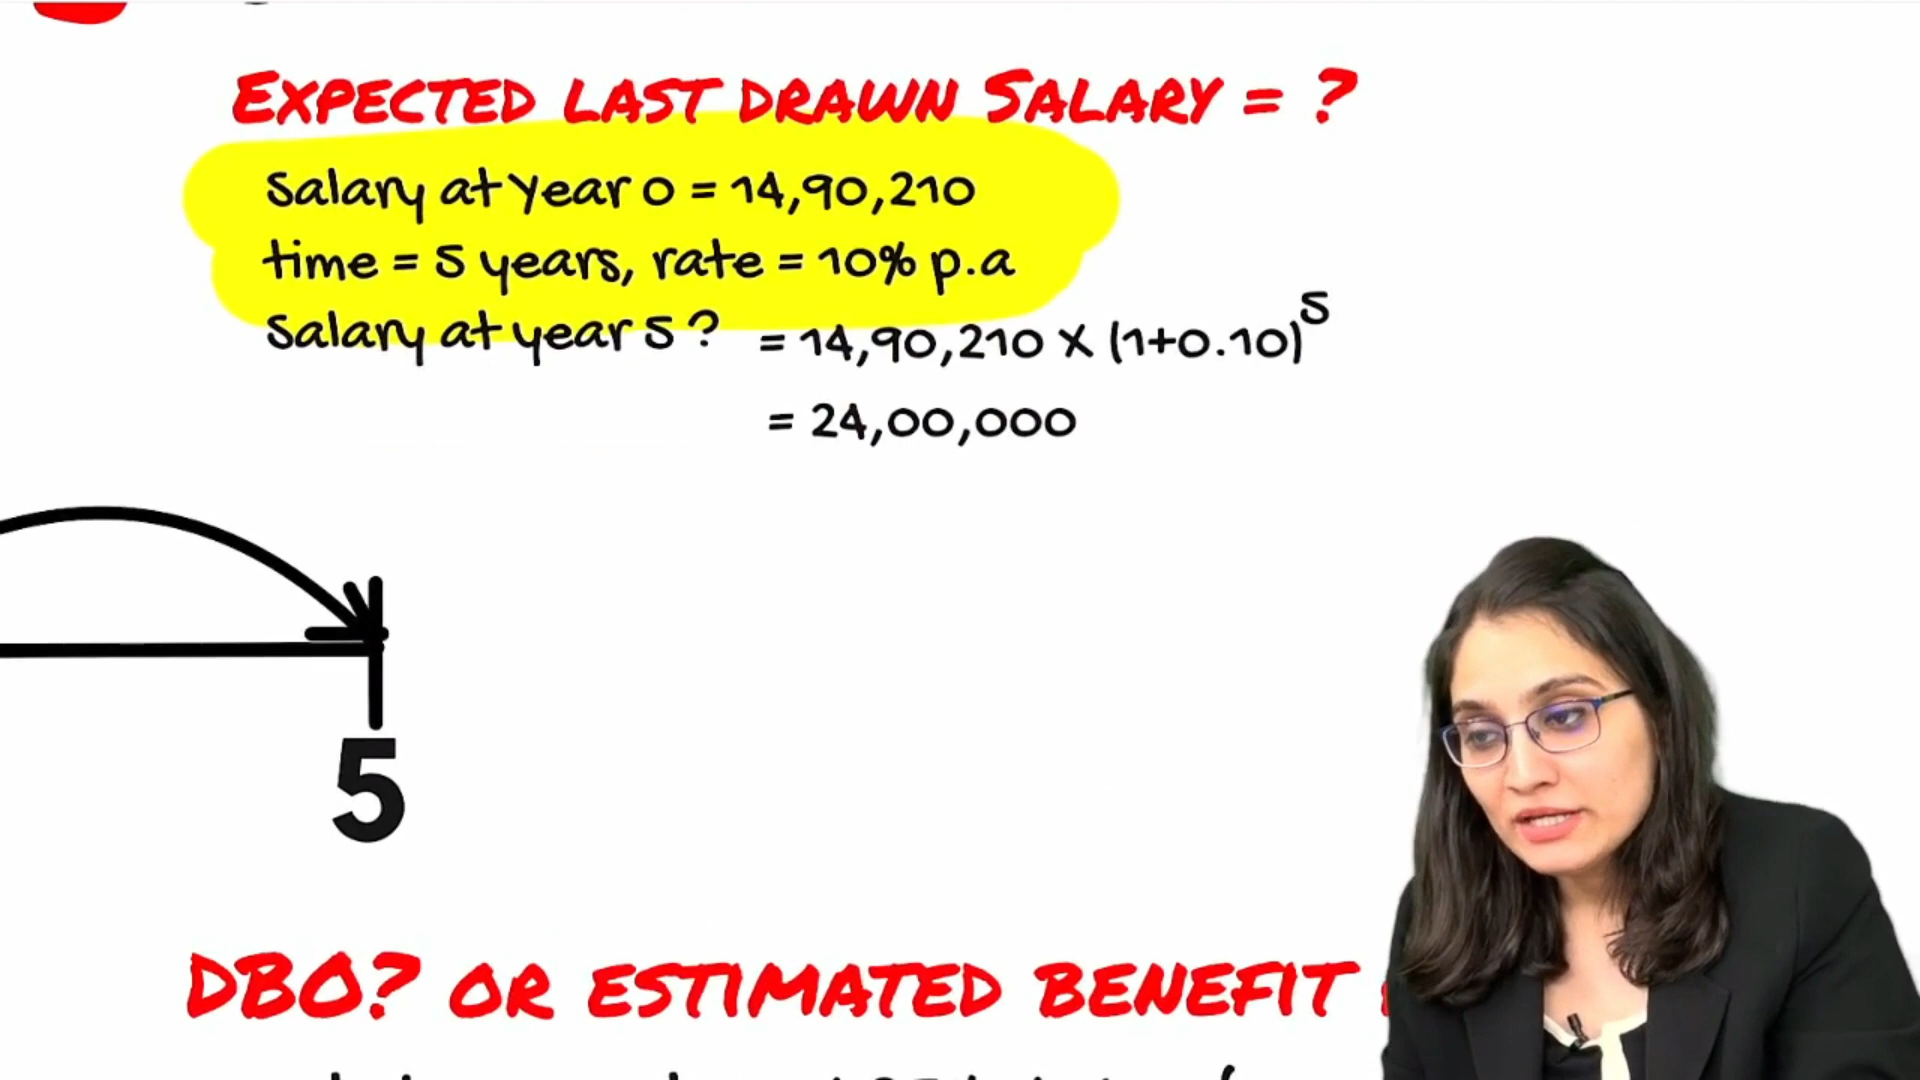 EXPECTED LAST DRAWN SALARY = ?
Salary at Year 0 = 14,90,210
time = 5 years, rate = 10% p.a
Salary at year 5 ? = 14,90,210 x (1+0.10)^5
= 24,00,000
5
DBO? OR ESTIMATED BENEFIT